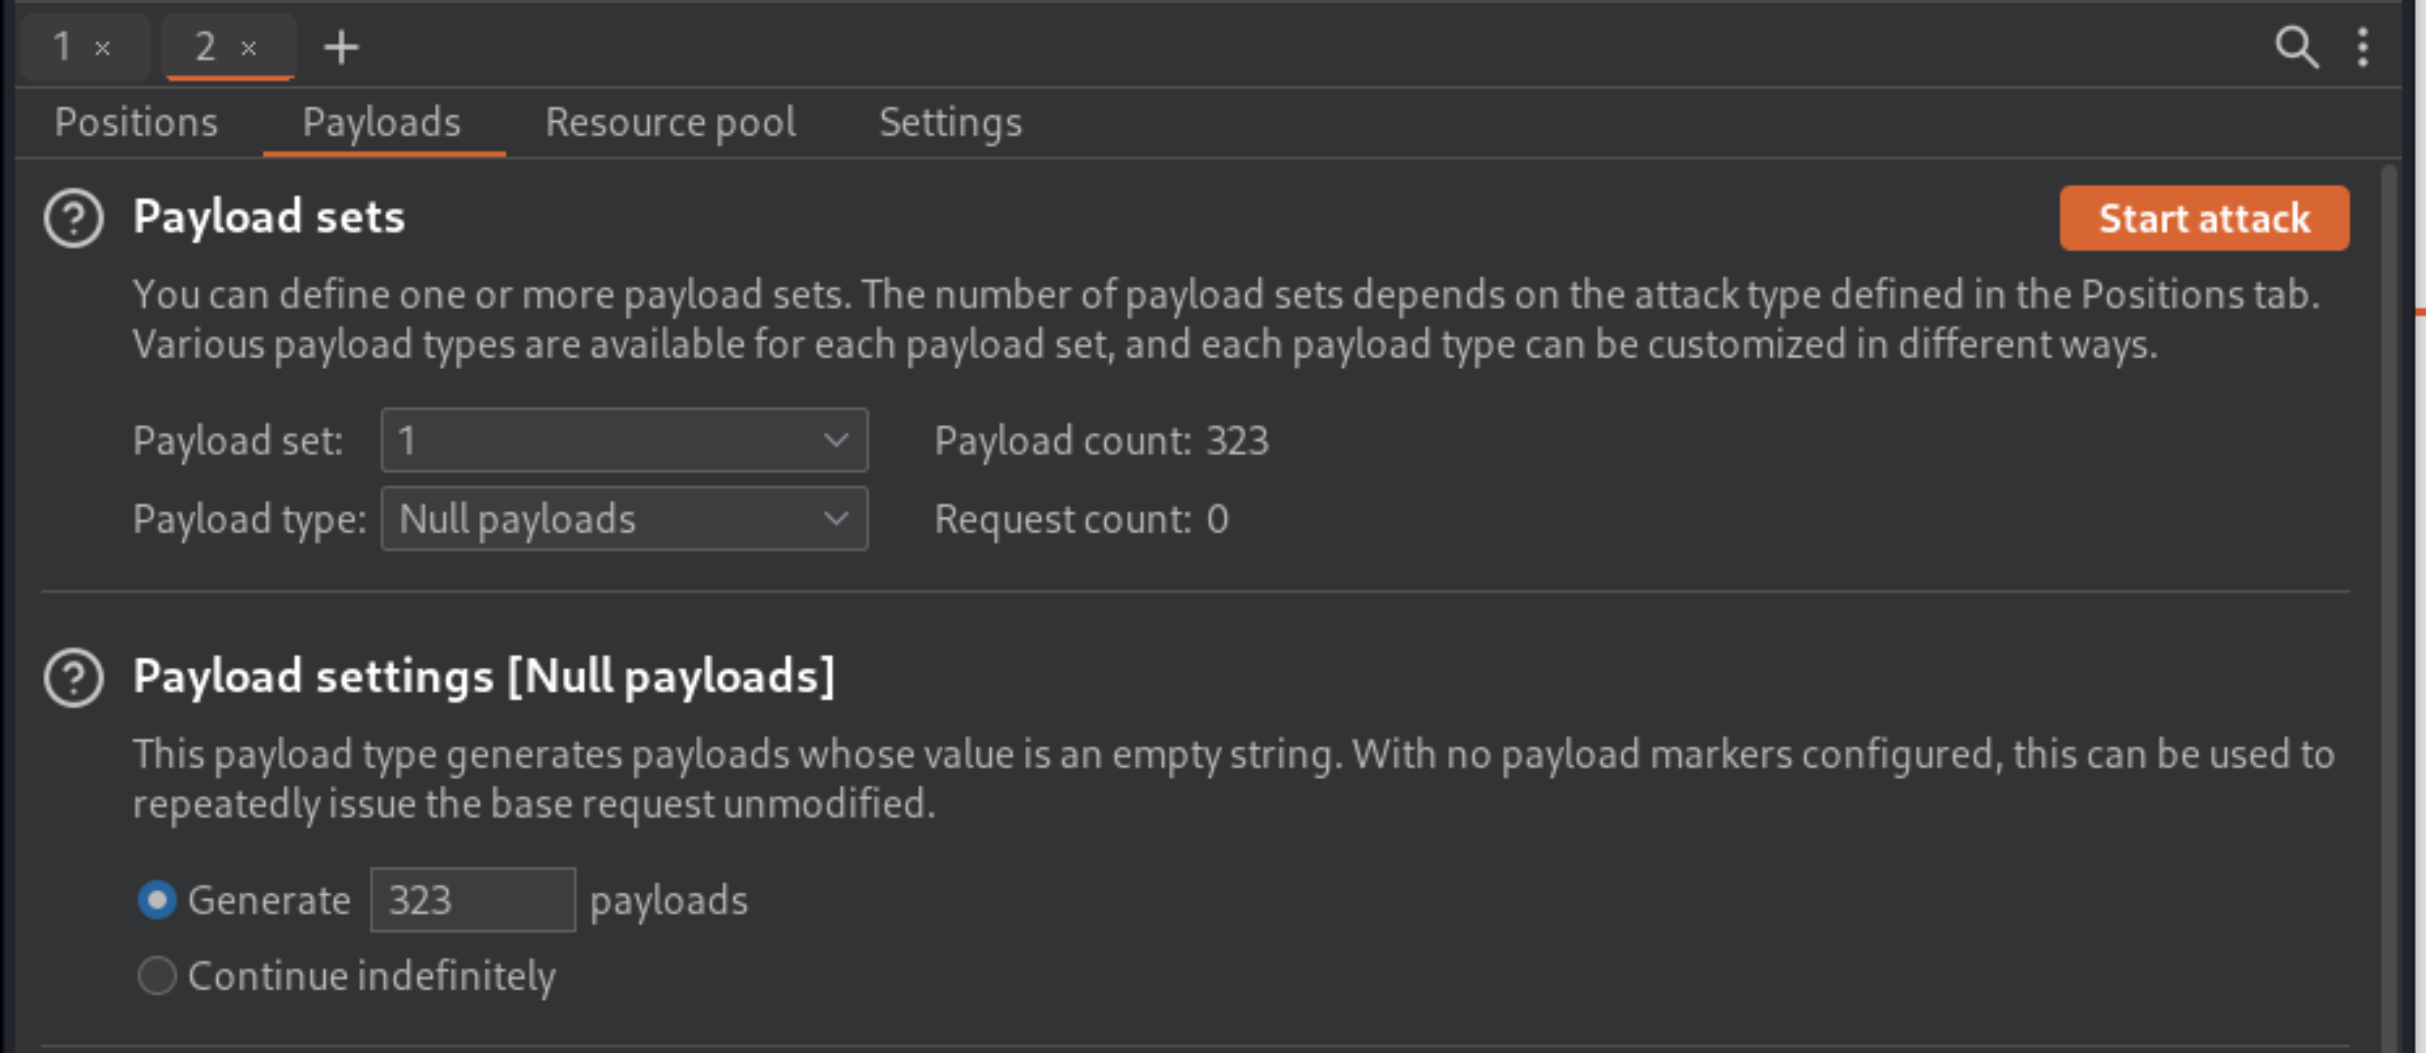 1 × 2 × +
Positions Payloads Resource pool Settings
? Payload sets Start attack
You can define one or more payload sets. The number of payload sets depends on the attack type defined in the Positions tab.
Various payload types are available for each payload set, and each payload type can be customized in different ways.
Payload set: 1 Payload count: 323
Payload type: Null payloads Request count: 0
? Payload settings [Null payloads]
This payload type generates payloads whose value is an empty string. With no payload markers configured, this can be used to
repeatedly issue the base request unmodified.
Generate 323 payloads
Continue indefinitely